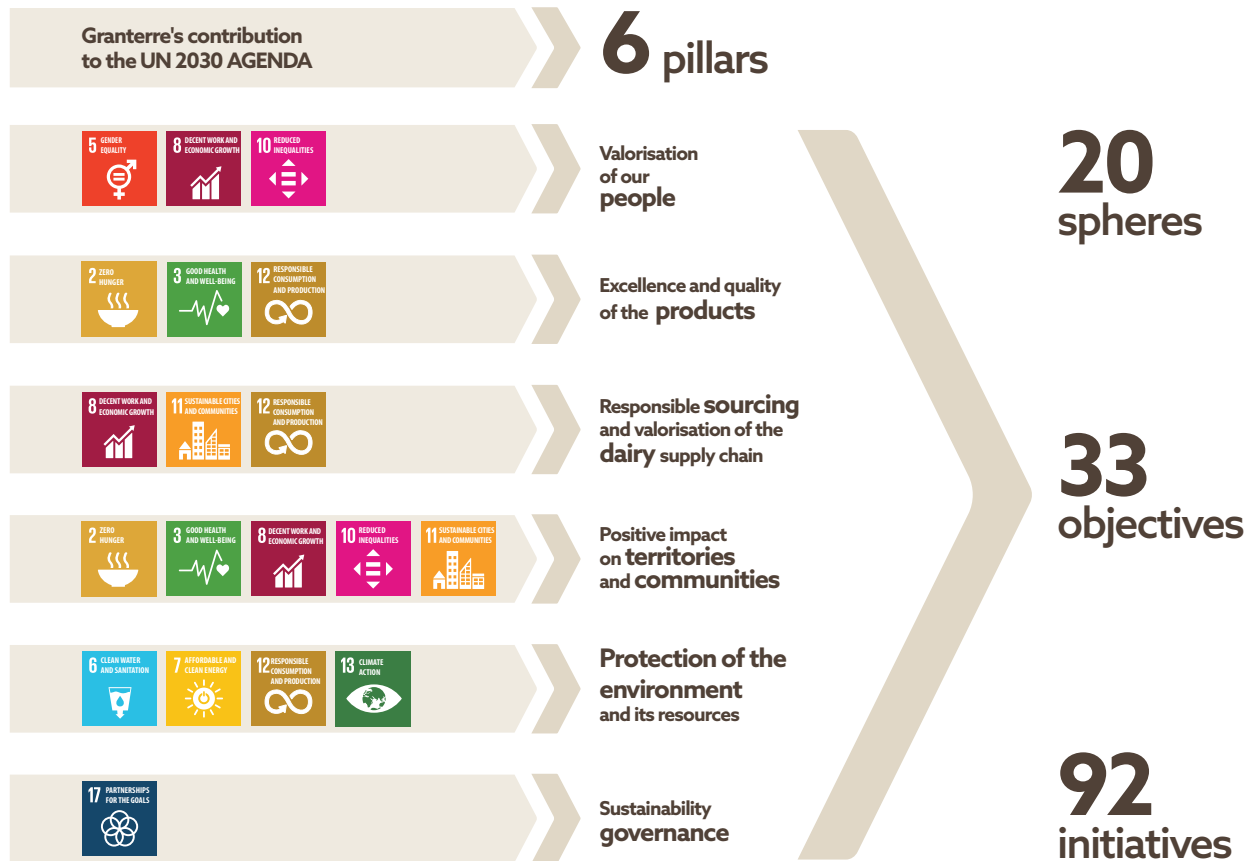 Granterre's contribution
to the UN 2030 AGENDA
6 pillars
5 GENDER
EQUALITY
8 DECENT WORK AND
ECONOMIC GROWTH
10 REDUCED
INEQUALITIES
Valorisation
of our
people
2 ZERO
HUNGER
3 GOOD HEALTH
AND WELL-BEING
12 RESPONSIBLE
CONSUMPTION
AND PRODUCTION
Excellence and quality
of the products
8 DECENT WORK AND
ECONOMIC GROWTH
11 SUSTAINABLE CITIES
AND COMMUNITIES
12 RESPONSIBLE
CONSUMPTION
AND PRODUCTION
Responsible sourcing
and valorisation of the
dairy supply chain
2 ZERO
HUNGER
3 GOOD HEALTH
AND WELL-BEING
8 DECENT WORK AND
ECONOMIC GROWTH
10 REDUCED
INEQUALITIES
11 SUSTAINABLE CITIES
AND COMMUNITIES
Positive impact
on territories
and communities
6 CLEAN WATER
AND SANITATION
7 AFFORDABLE AND
CLEAN ENERGY
12 RESPONSIBLE
CONSUMPTION
AND PRODUCTION
13 CLIMATE
ACTION
Protection of the
environment
and its resources
17 PARTNERSHIPS
FOR THE GOALS
Sustainability
governance
20
spheres
33
objectives
92
initiatives